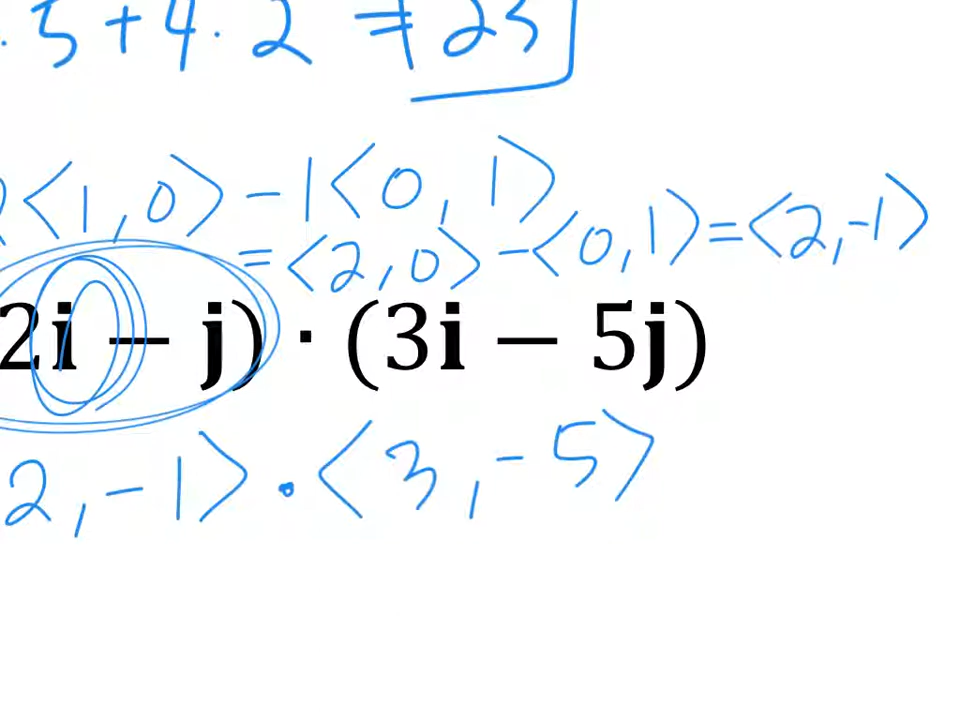 . 5 + 4 . 2 = 23
⟨1, 0⟩ - 1⟨0, 1⟩
= ⟨2, 0⟩ - ⟨0, 1⟩ = ⟨2, -1⟩
2i − j) · (3i − 5j)
2, -1⟩ · ⟨3, -5⟩